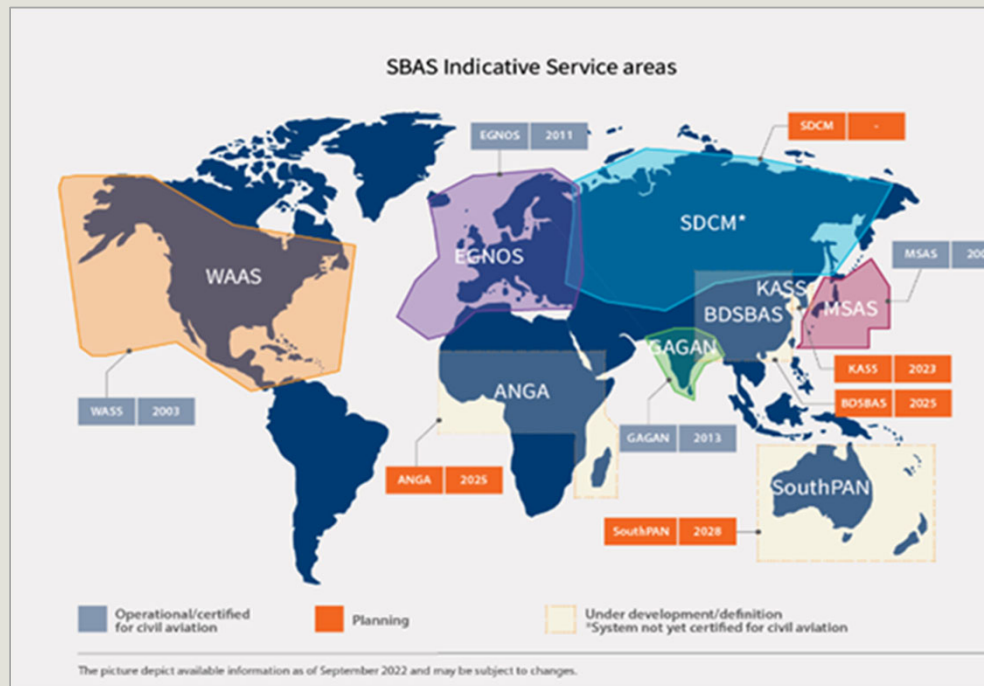 SBAS Indicative Service areas
SDCM -
EGNOS 2011
SDCM*
MSAS
WAAS
EGNOS
KASS
BDSBAS
MSAS
GAGAN
KASS 2023
ANGA
BDSBAS 2025
WASS 2003
GAGAN 2013
ANGA 2025
SouthPAN
SouthPAN 2028
Operational/certified
for civil aviation
Planning
Under development/definition
*System not yet certified for civil aviation
The picture depict available information as of September 2022 and may be subject to changes.